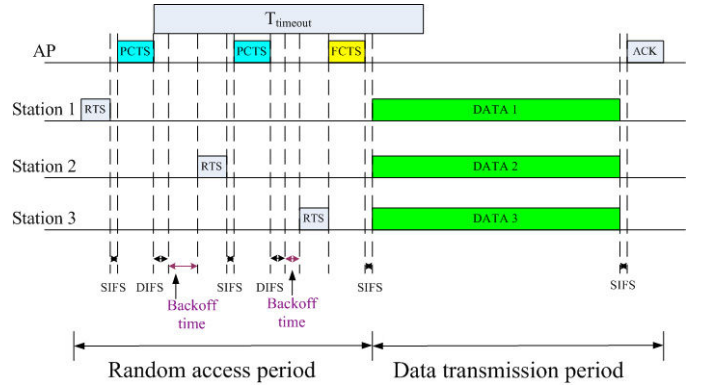 T timeout
AP PCTS PCTS FCTS ACK
Station 1 RTS DATA 1
Station 2 RTS DATA 2
Station 3 RTS DATA 3
SIFS DIFS SIFS DIFS SIFS SIFS
Backoff time
Backoff time
Random access period Data transmission period